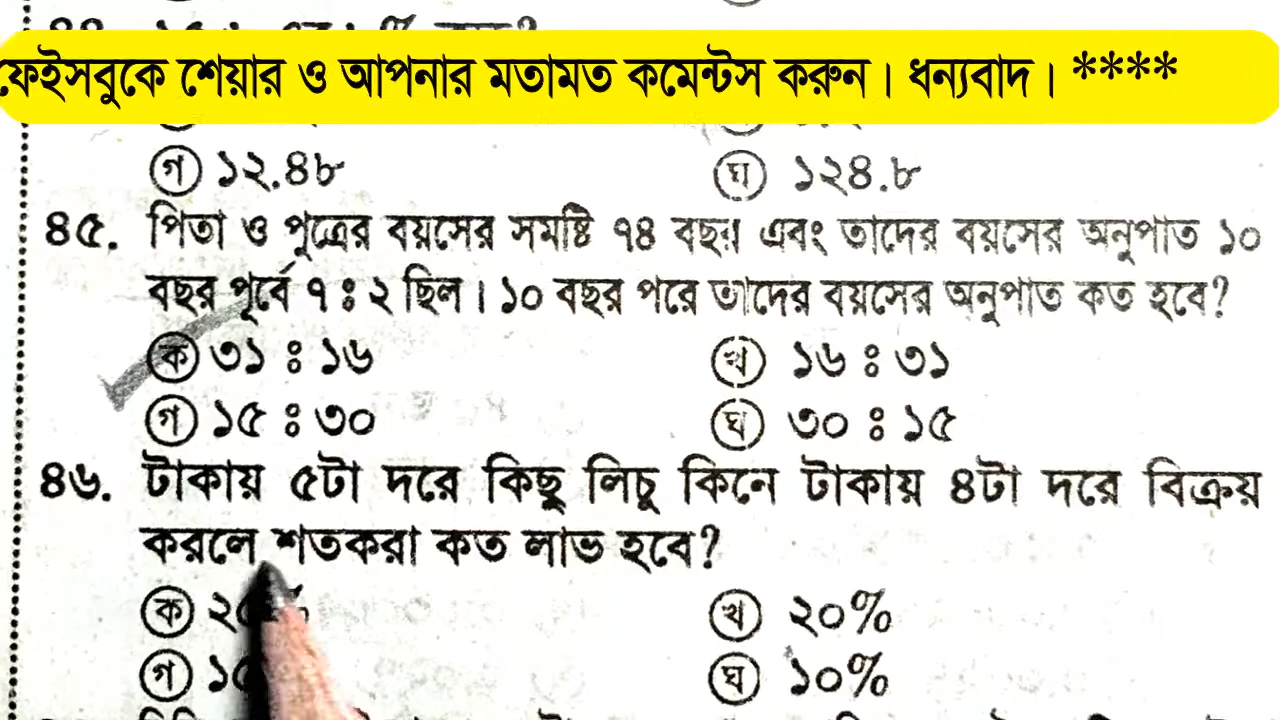 ফেইসবুকে শেয়ার ও আপনার মতামত কমেন্টস করুন। ধন্যবাদ। ****
গ ১২.৪৮ ঘ ১২৪.৮
৪৫. পিতা ও পুত্রের বয়সের সমষ্টি ৭৪ বছর এবং তাদের বয়সের অনুপাত ১০
বছর পূর্বে ৭ ঃ ২ ছিল। ১০ বছর পরে তাদের বয়সের অনুপাত কত হবে?
ক ৩১ ঃ ১৬ খ ১৬ ঃ ৩১
গ ১৫ ঃ ৩০ ঘ ৩০ ঃ ১৫
৪৬. টাকায় ৫টা দরে কিছু লিচু কিনে টাকায় ৪টা দরে বিক্রয়
করলে শতকরা কত লাভ হবে?
ক খ ২০%
গ ঘ ১০%